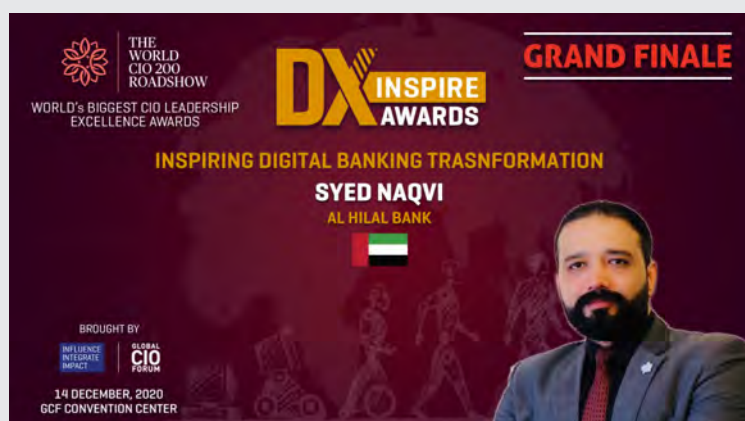 THE
WORLD
CIO 200
ROADSHOW
WORLD's BIGGEST CIO LEADERSHIP
EXCELLENCE AWARDS
DX INSPIRE
AWARDS
GRAND FINALE
INSPIRING DIGITAL BANKING TRASNFORMATION
SYED NAQVI
AL HILAL BANK
BROUGHT BY
INFLUENCE
INTEGRATE
IMPACT
GLOBAL
CIO
FORUM
14 DECEMBER, 2020
GCF CONVENTION CENTER